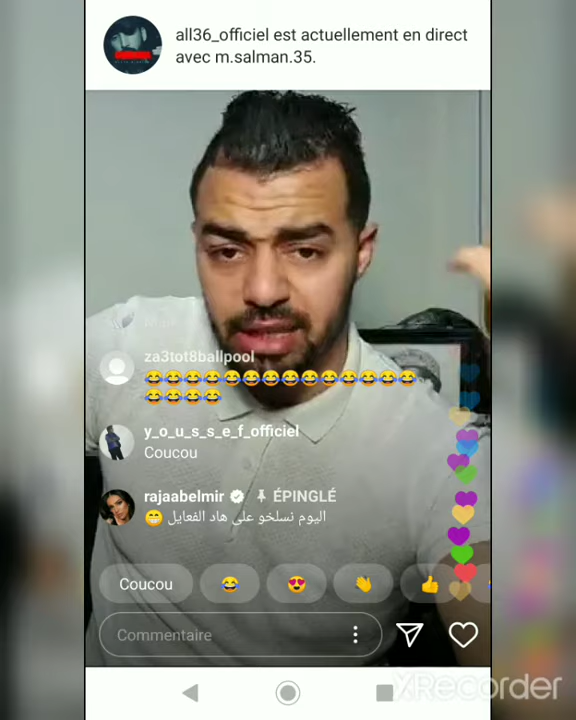 all36_officiel est actuellement en direct
avec m.salman.35.
za3tot8ballpool
😂😂😂😂😂😂😂😂😂😂😂😂😂😂
😂😂😂😂
y_o_u_s_s_e_f_officiel
Coucou
rajaabelmir ÉPINGLÉ
اليوم نسلخو على هاد الفعايل 😁
Coucou 😂 😍 👏 👍
Commentaire
XRecorder